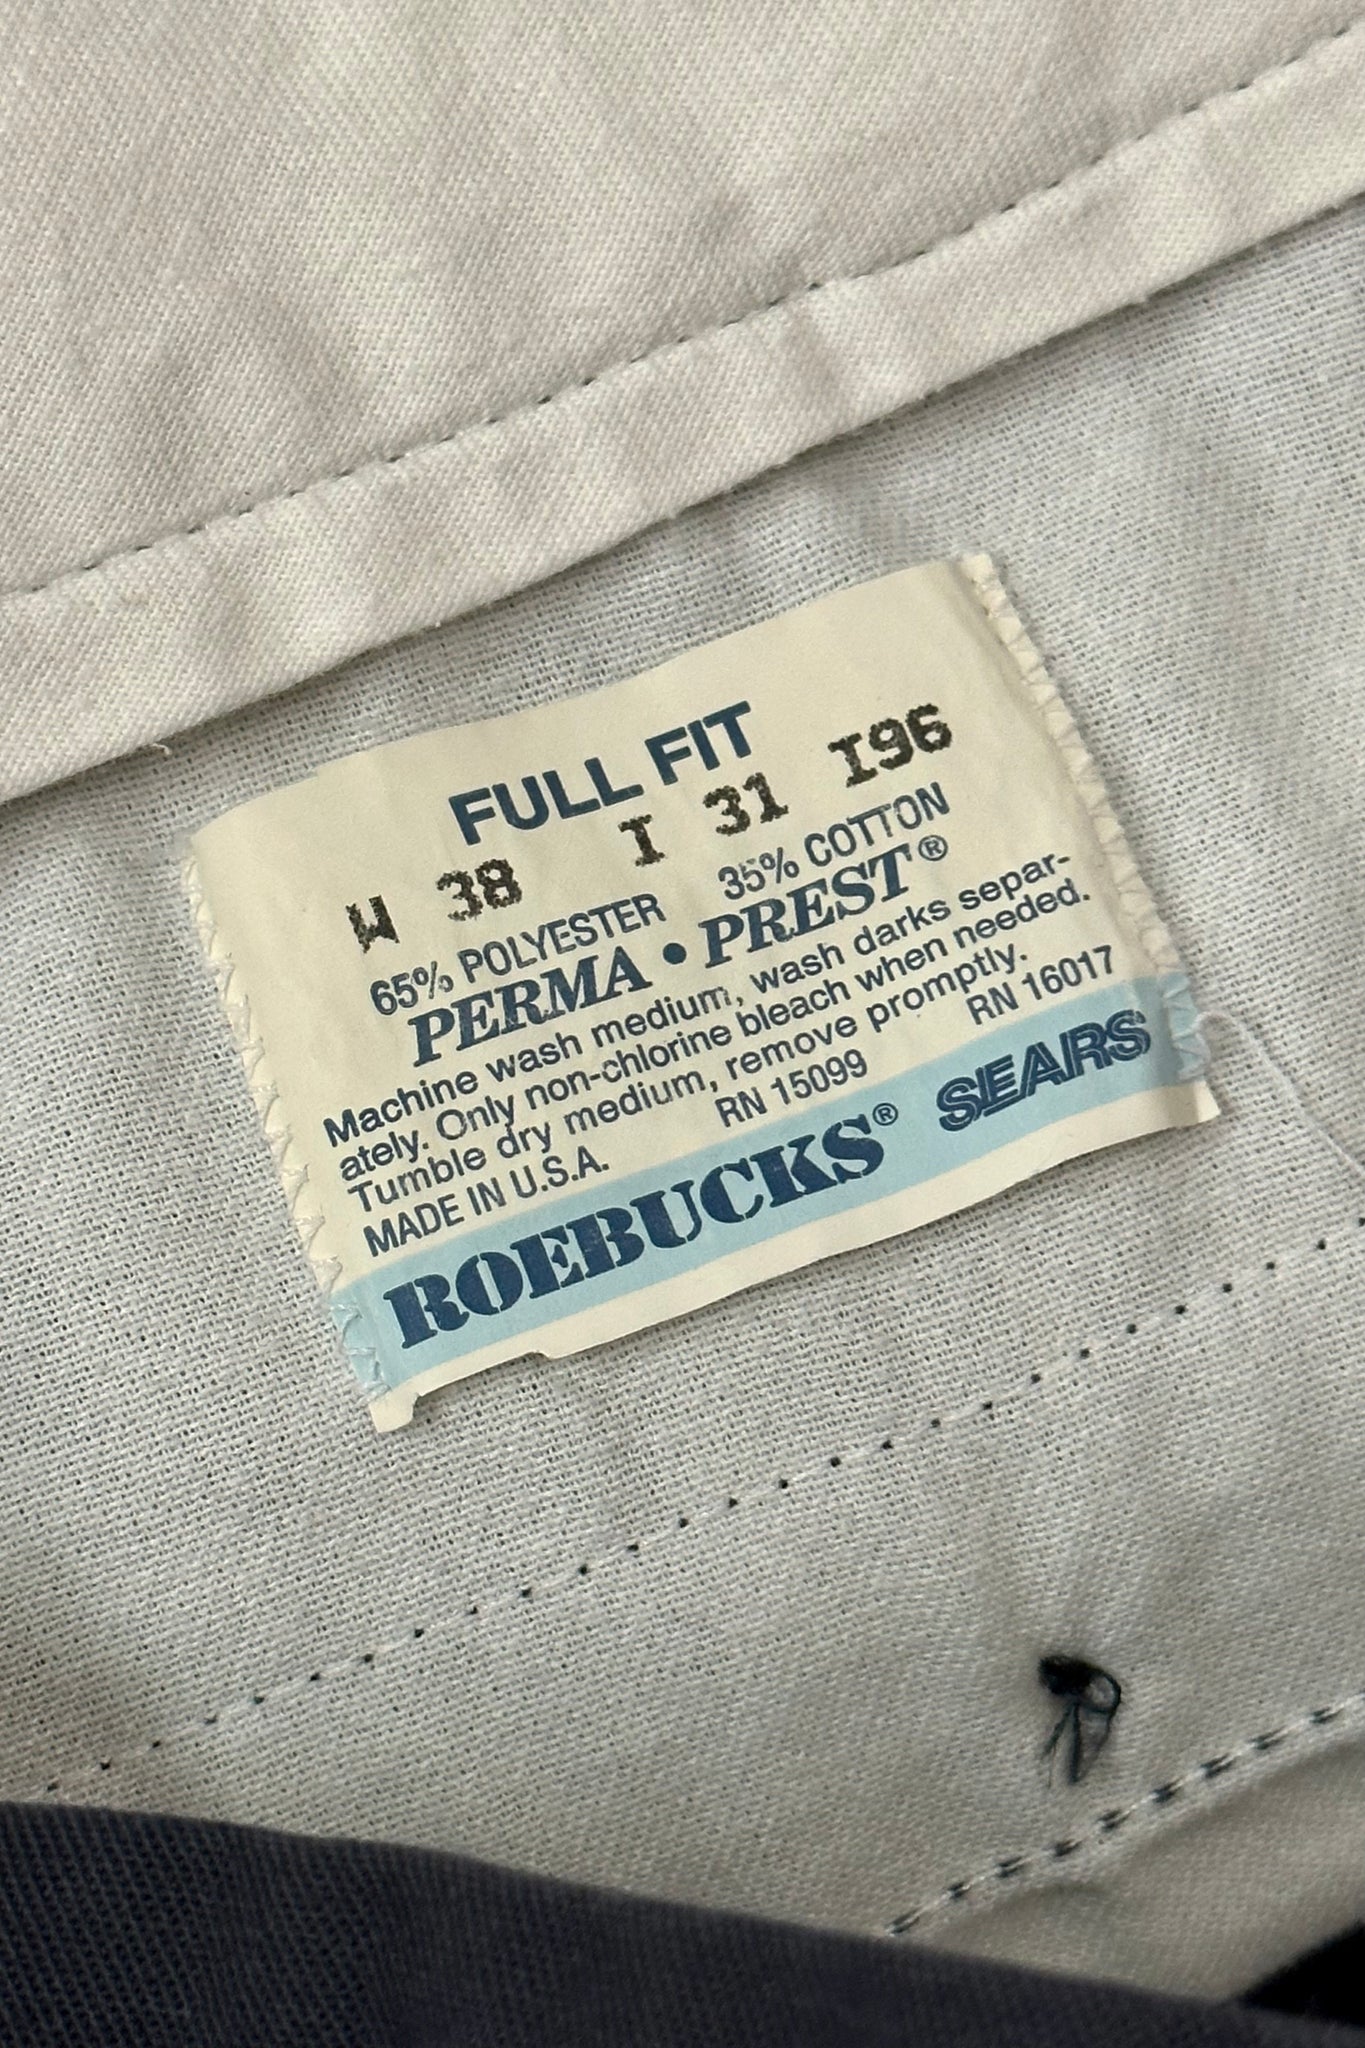 FULL FIT
W 38 I 31 I96
65% POLYESTER 35% COTTON
PERMA • PREST®
Machine wash medium, wash darks separ-
ately. Only non-chlorine bleach when needed.
Tumble dry medium, remove promptly.
MADE IN U.S.A. RN 15099 RN 16017
ROEBUCKS® SEARS